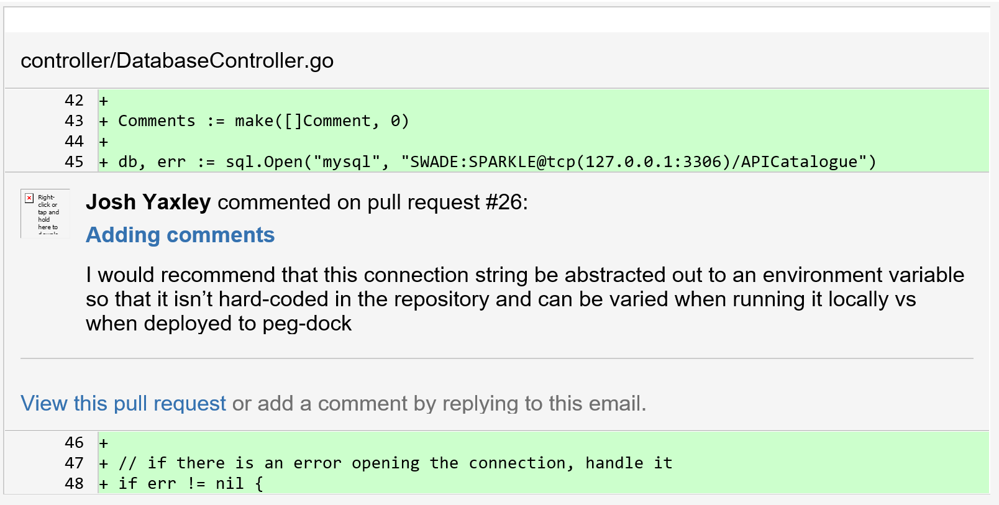 controller/DatabaseController.go
42 +
43 + Comments := make([]Comment, 0)
44 +
45 + db, err := sql.Open("mysql", "SWADE:SPARKLE@tcp(127.0.0.1:3306)/APICatalogue")
Right-
click or
tap and
hold
here to
Josh Yaxley commented on pull request #26:
Adding comments
I would recommend that this connection string be abstracted out to an environment variable
so that it isn’t hard-coded in the repository and can be varied when running it locally vs
when deployed to peg-dock
View this pull request or add a comment by replying to this email.
46 +
47 + // if there is an error opening the connection, handle it
48 + if err != nil {